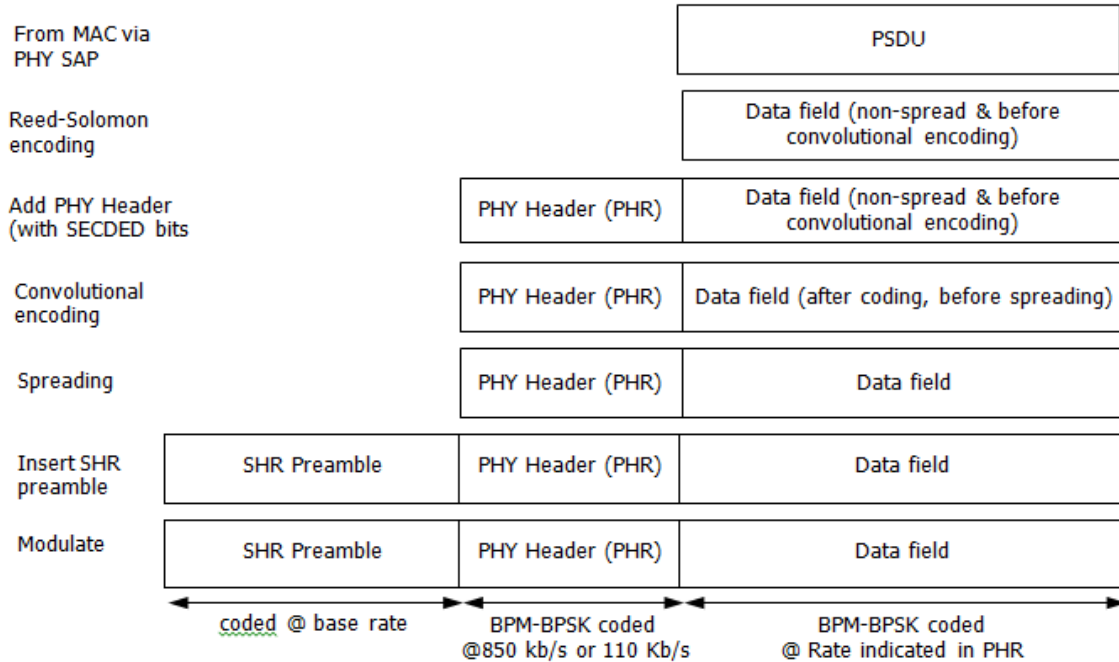 From MAC via
PHY SAP
PSDU
Reed-Solomon
encoding
Data field (non-spread & before
convolutional encoding)
Add PHY Header
(with SECDED bits
PHY Header (PHR)
Data field (non-spread & before
convolutional encoding)
Convolutional
encoding
PHY Header (PHR)
Data field (after coding, before spreading)
Spreading
PHY Header (PHR)
Data field
Insert SHR
preamble
SHR Preamble
PHY Header (PHR)
Data field
Modulate
SHR Preamble
PHY Header (PHR)
Data field
coded @ base rate
BPM-BPSK coded
@850 kb/s or 110 Kb/s
BPM-BPSK coded
@ Rate indicated in PHR